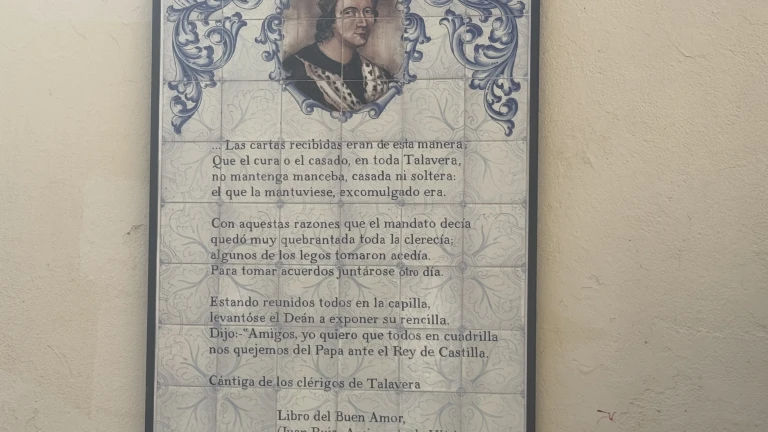 ... Las cartas recibidas eran de esta manera;
Que el cura o el casado, en toda Talavera,
no mantenga manceba, casada ni soltera:
el que la mantuviese, excomulgado era.
Con aquestas razones que el mandato decía
quedó muy quebrantada toda la clerecía;
algunos de los legos tomaron acedía.
Para tomar acuerdos juntárose otro día.
Estando reunidos todos en la capilla,
levantóse el Deán a exponer su rencilla.
Dijo:-"Amigos, yo quiero que todos en cuadrilla
nos quejemos del Papa ante el Rey de Castilla.
Cántiga de los clérigos de Talavera
Libro del Buen Amor,